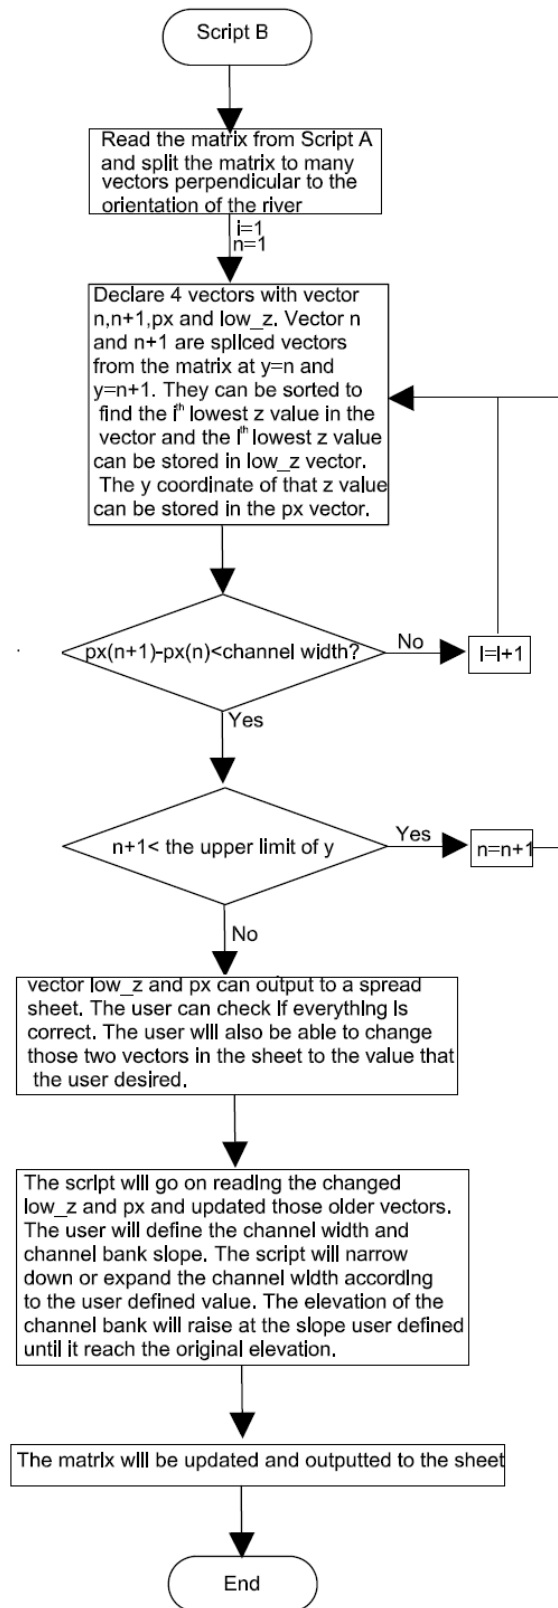 Script B
Read the matrix from Script A
and split the matrix to many
vectors perpendicular to the
orientation of the river
i=1
n=1
Declare 4 vectors with vector
n,n+1,px and low_z. Vector n
and n+1 are spliced vectors
from the matrix at y=n and
y=n+1. They can be sorted to
find the iᵗʰ lowest z value in the
vector and the iᵗʰ lowest z value
can be stored in low_z vector.
The y coordinate of that z value
can be stored in the px vector.
px(n+1)-px(n)<channel width?
No
I=I+1
Yes
n+1< the upper limit of y
Yes
n=n+1
No
vector low_z and px can output to a spread
sheet. The user can check if everything is
correct. The user will also be able to change
those two vectors in the sheet to the value that
the user desired.
The script will go on reading the changed
low_z and px and updated those older vectors.
The user will define the channel width and
channel bank slope. The script will narrow
down or expand the channel width according
to the user defined value. The elevation of the
channel bank will raise at the slope user defined
until it reach the original elevation.
The matrix will be updated and outputted to the sheet
End